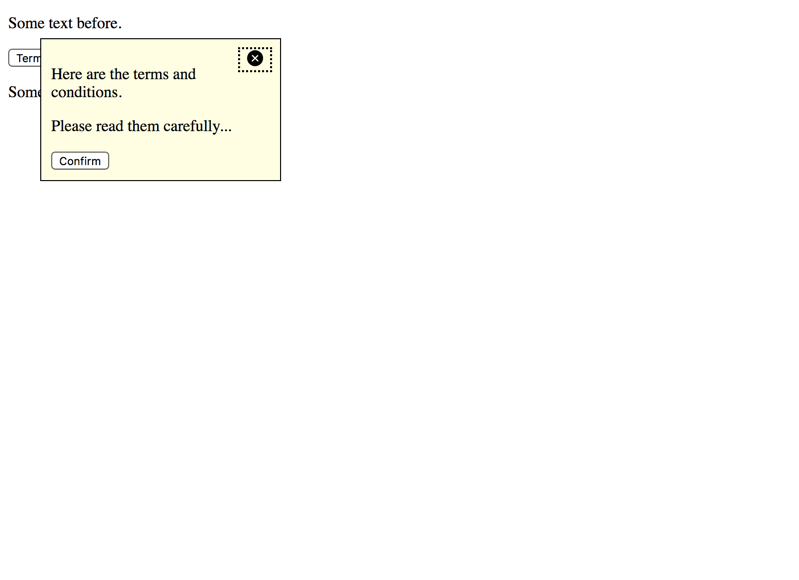 Some text before.
Term
Here are the terms and
conditions.
Some
Please read them carefully...
Confirm